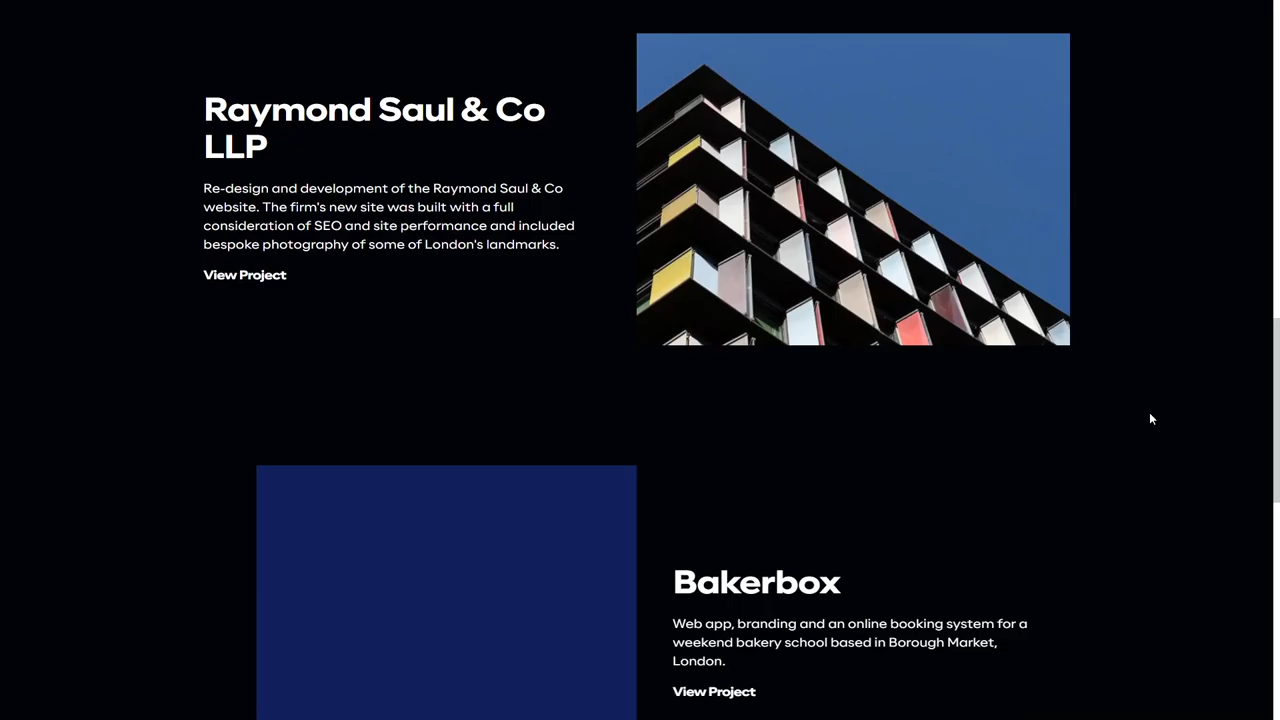 Raymond Saul & Co
LLP
Re-design and development of the Raymond Saul & Co
website. The firm's new site was built with a full
consideration of SEO and site performance and included
bespoke photography of some of London's landmarks.
View Project
Bakerbox
Web app, branding and an online booking system for a
weekend bakery school based in Borough Market,
London.
View Project